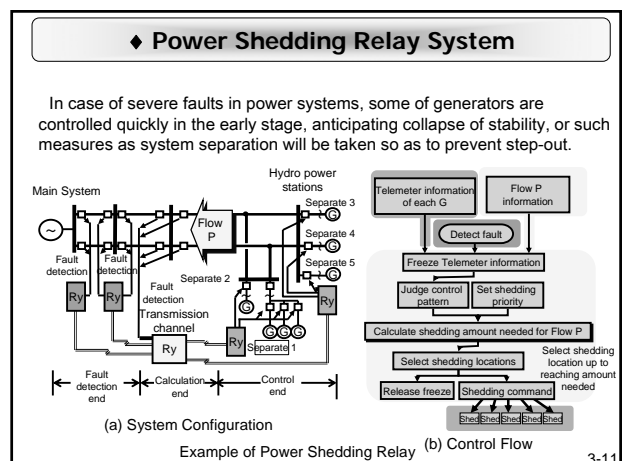 ♦ Power Shedding Relay System
In case of severe faults in power systems, some of generators are
controlled quickly in the early stage, anticipating collapse of stability, or such
measures as system separation will be taken so as to prevent step-out.
Main System
~
Fault
detection
Fault
detection
Flow
P
Hydro power
stations
Separate 3
G
Separate 4
G
Separate 5
G
Separate 2
G
G G G
Separate 1
Ry
Ry
Fault
detection
Transmission
channel
Ry
Ry
Ry
Fault
detection
end
Calculation
end
Control
end
(a) System Configuration
Telemeter information
of each G
Flow P
information
Detect fault
Freeze Telemeter information
Judge control
pattern
Set shedding
priority
Calculate shedding amount needed for Flow P
Select shedding locations
Select shedding
location up to
reaching amount
needed
Release freeze
Shedding command
Shed Shed Shed Shed Shed
(b) Control Flow
Example of Power Shedding Relay
3-11